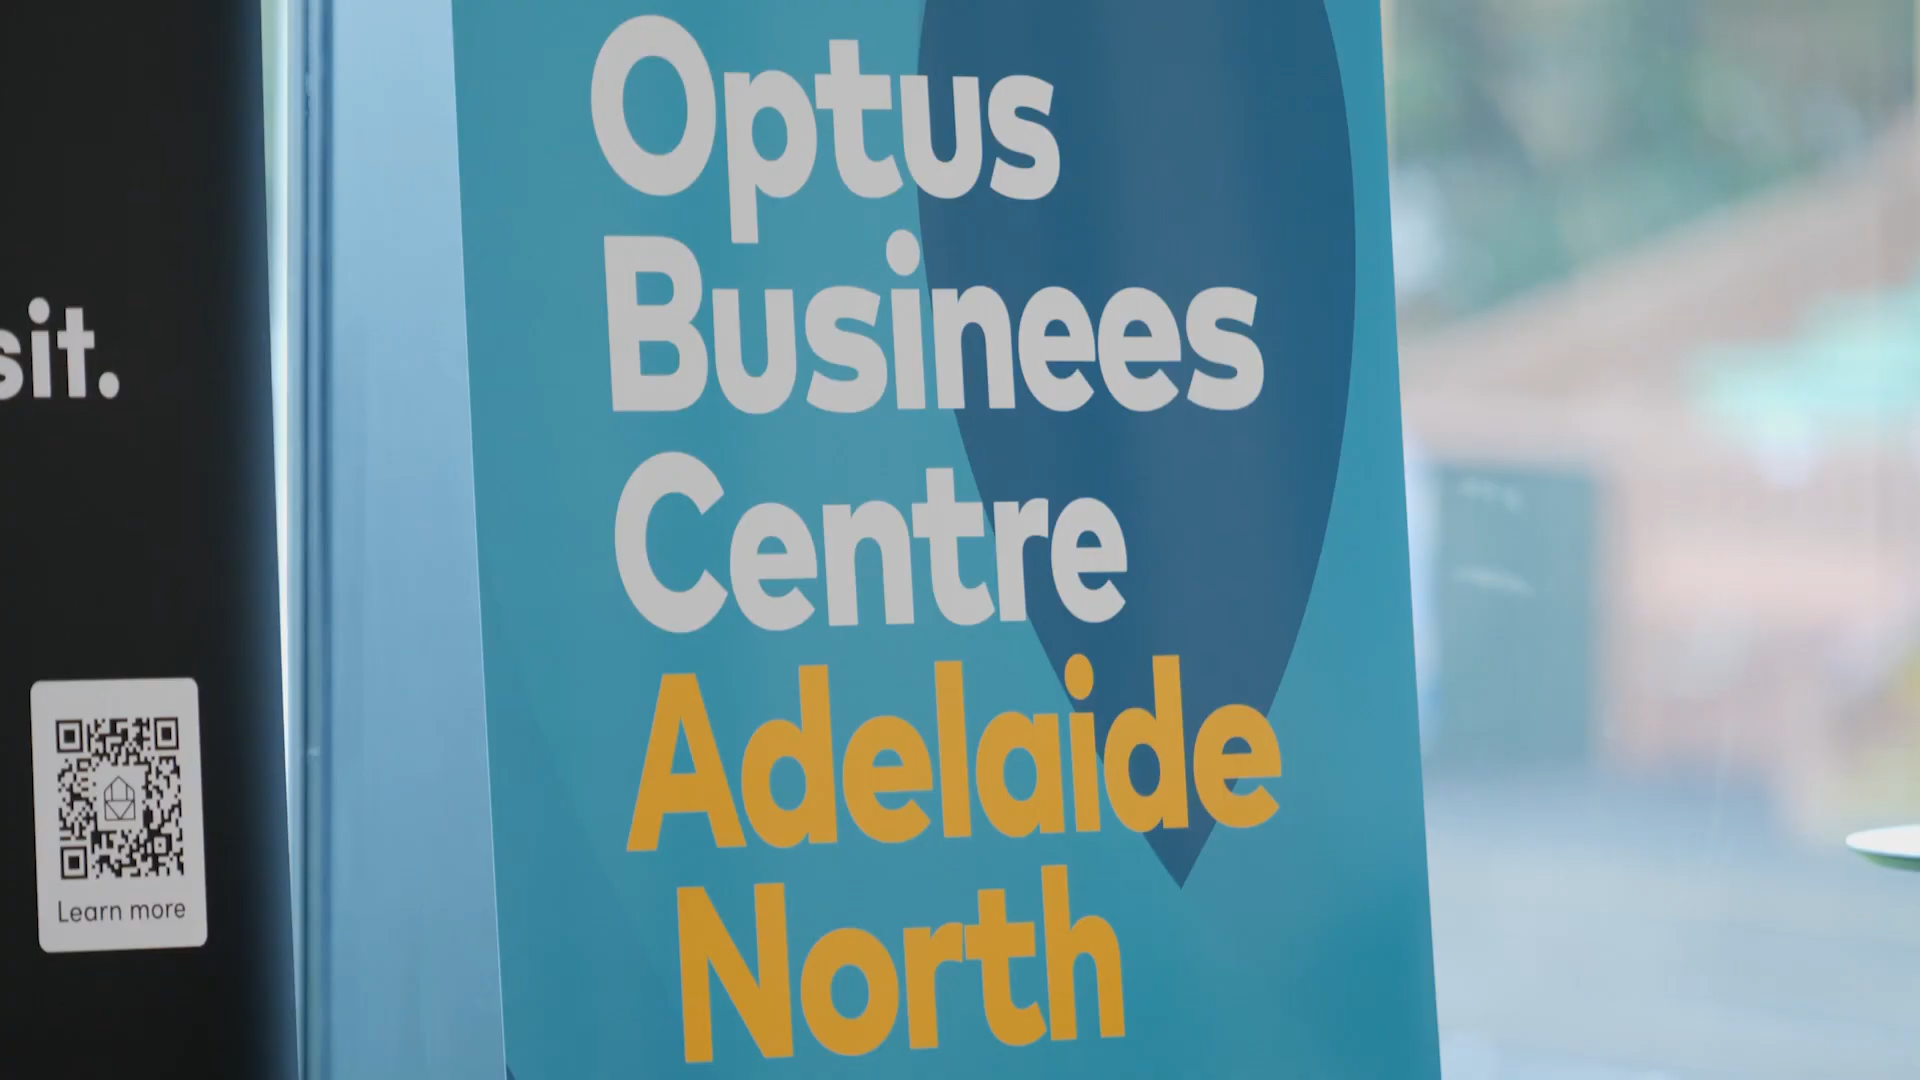 sit.
Learn more
Optus
Businees
Centre
Adelaide
North